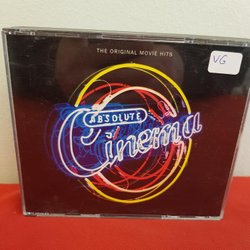 THE ORIGINAL MOVIE HITS
VG
ABSOLUTE
Cinema